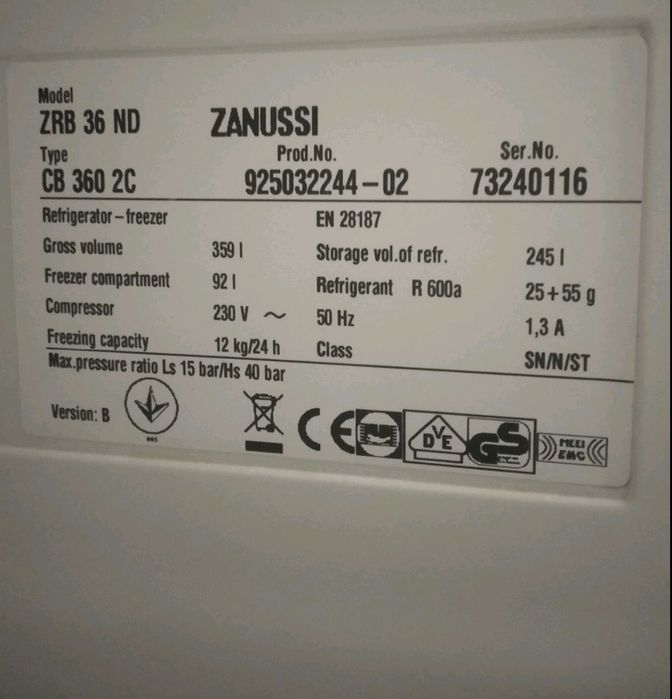 Model
ZRB 36 ND ZANUSSI
Type Prod.No. Ser.No.
CB 360 2C 925032244-02 73240116
Refrigerator-freezer EN 28187
Gross volume 359 l Storage vol.of refr. 245 l
Freezer compartment 92 l Refrigerant R 600a 25+55 g
Compressor 230 V ~ 50 Hz 1,3 A
Freezing capacity 12 kg/24 h Class SN/N/ST
Max.pressure ratio Ls 15 bar/Hs 40 bar
Version: B
005
CE DVE GS MEEI EMC